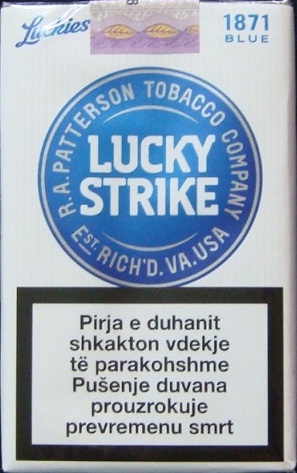 Luckies
1871
BLUE
R.A. PATTERSON TOBACCO COMPANY
LUCKY
STRIKE
EST. RICH'D. VA. USA
Pirja e duhanit
shkakton vdekje
të parakohshme
Pušenje duvana
prouzrokuje
prevremenu smrt